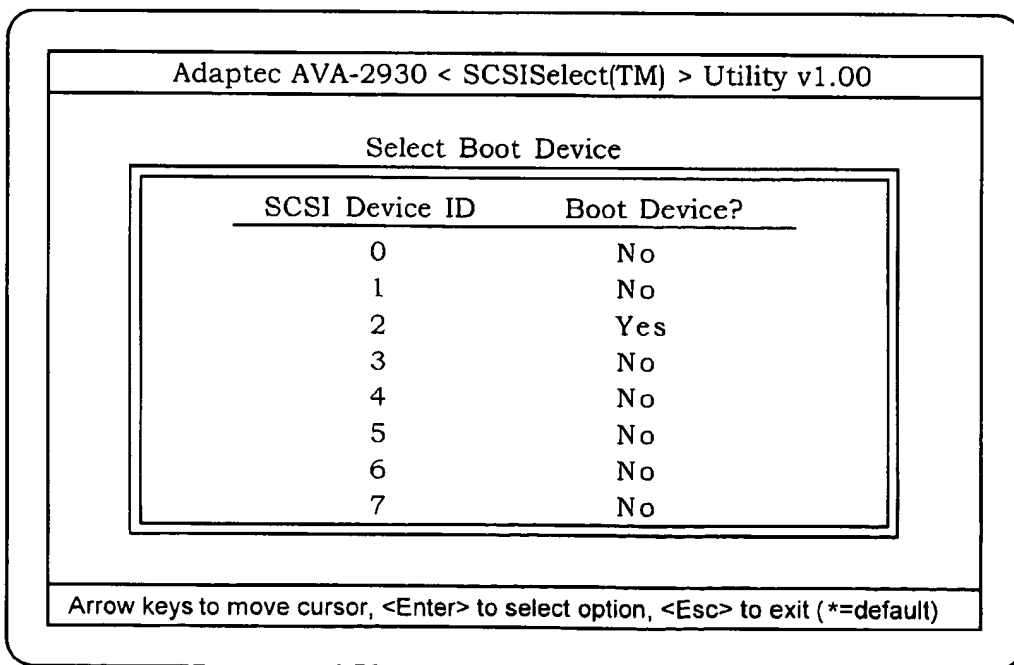 Adaptec AVA-2930 < SCSISelect(TM) > Utility v1.00
Select Boot Device
SCSI Device ID Boot Device?
0 No
1 No
2 Yes
3 No
4 No
5 No
6 No
7 No
Arrow keys to move cursor, <Enter> to select option, <Esc> to exit (*=default)